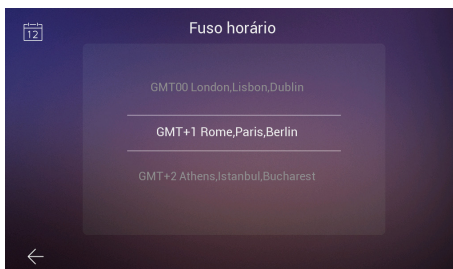 Fuso horário
12
GMT00 London,Lisbon,Dublin
GMT+1 Rome,Paris,Berlin
GMT+2 Athens,Istanbul,Bucharest